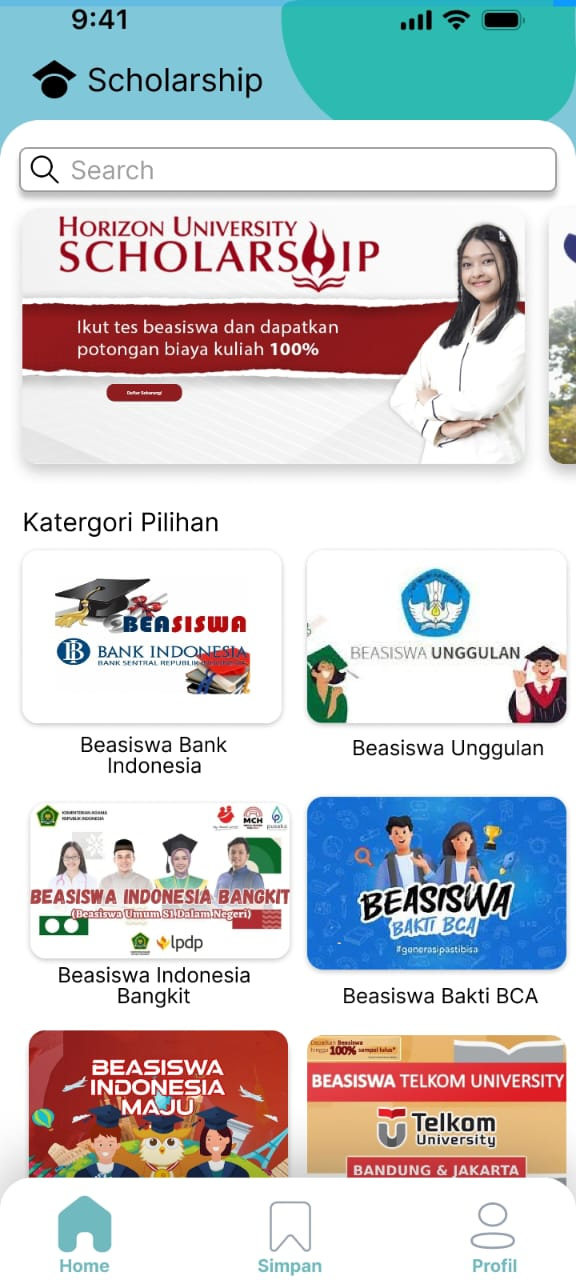 9:41
Scholarship
Search
HORIZON UNIVERSITY
SCHOLARSHIP
Ikut tes beasiswa dan dapatkan
potongan biaya kuliah 100%
Daftar Sekarang!
Katergori Pilihan
BEASISWA
BANK INDONESIA
BANK SENTRAL REPUBLIK INDONESIA
Beasiswa Bank
Indonesia
BEASISWA UNGGULAN
Beasiswa Unggulan
KEMENTERIAN AGAMA
REPUBLIK INDONESIA
MCH
pusaka
BEASISWA INDONESIA BANGKIT
(Beasiswa Umum S1 Dalam Negeri)
lpdp
Beasiswa Indonesia
Bangkit
BEASISWA
BAKTI BCA
#generasipastibisa
Beasiswa Bakti BCA
BEASISWA
INDONESIA
MAJU
Dapatkan Beasiswa
hingga 100% sampai lulus*
BEASISWA TELKOM UNIVERSITY
Telkom
University
BANDUNG & JAKARTA
Home
Simpan
Profil